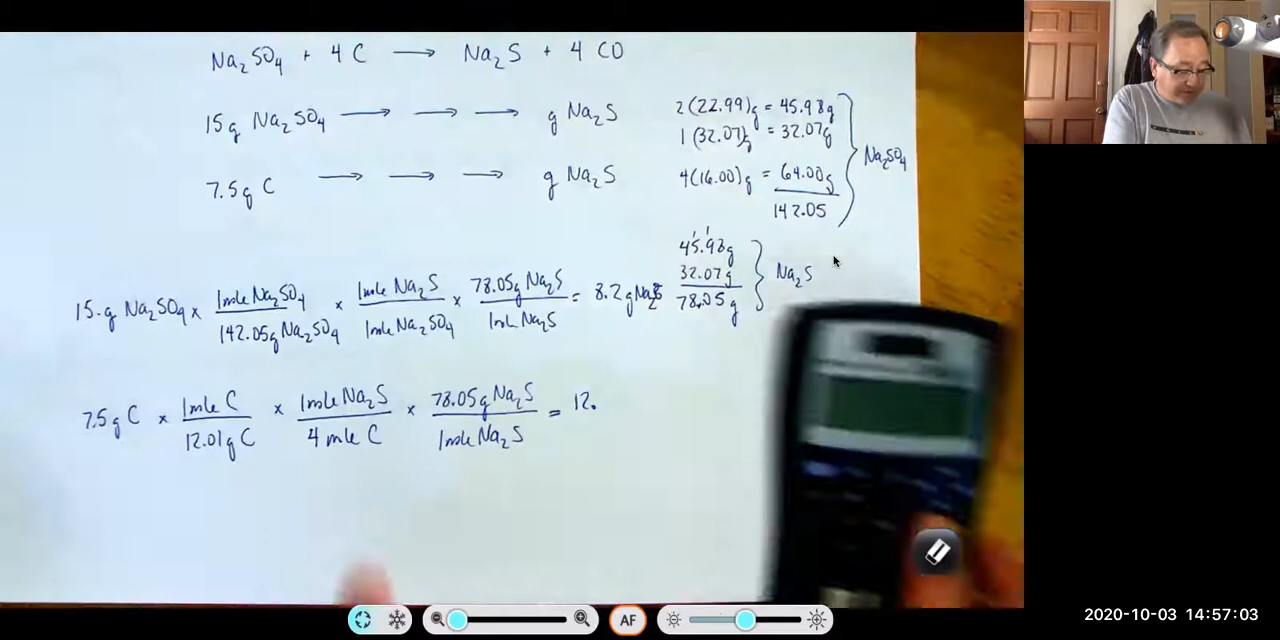 Na₂SO₄ + 4 C ⟶ Na₂S + 4 CO
15g Na₂SO₄ ⟶ ⟶ ⟶ g Na₂S
7.5g C ⟶ ⟶ ⟶ g Na₂S
2(22.99)g = 45.98g
1(32.07)g = 32.07g
4(16.00)g = 64.00g
142.05
Na₂SO₄
1 1
45.98g
32.07g
78.05g
Na₂S
15.g Na₂SO₄ × 1mole Na₂SO₄ / 142.05g Na₂SO₄ × 1mole Na₂S / 1mole Na₂SO₄ × 78.05g Na₂S / 1mole Na₂S = 8.2 g Na₂S
7.5g C × 1mole C / 12.01g C × 1mole Na₂S / 4 mole C × 78.05g Na₂S / 1mole Na₂S = 12.
AF
2020-10-03 14:57:03